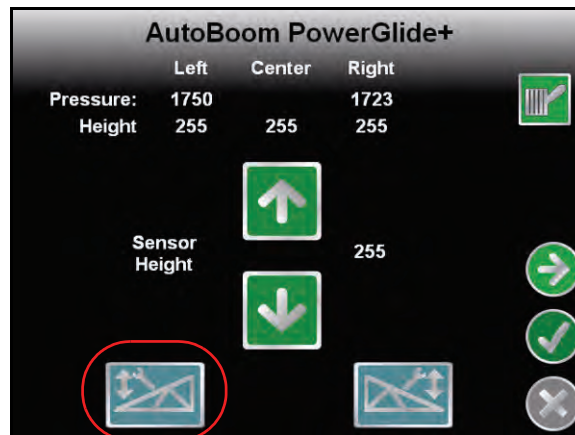 AutoBoom PowerGlide+
Left Center Right
Pressure: 1750 1723
Height 255 255 255
Sensor 
Height 255